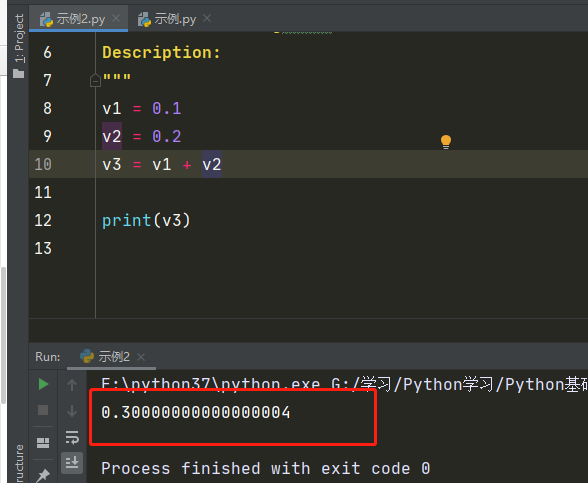 1: Project
示例2.py
示例.py
6 Description:
7 """
8 v1 = 0.1
9 v2 = 0.2
10 v3 = v1 + v2
11
12 print(v3)
13
Run: 示例2
E:\python37\python.exe G:/学习/Python学习/Python基础
0.30000000000000004
Process finished with exit code 0
ructure